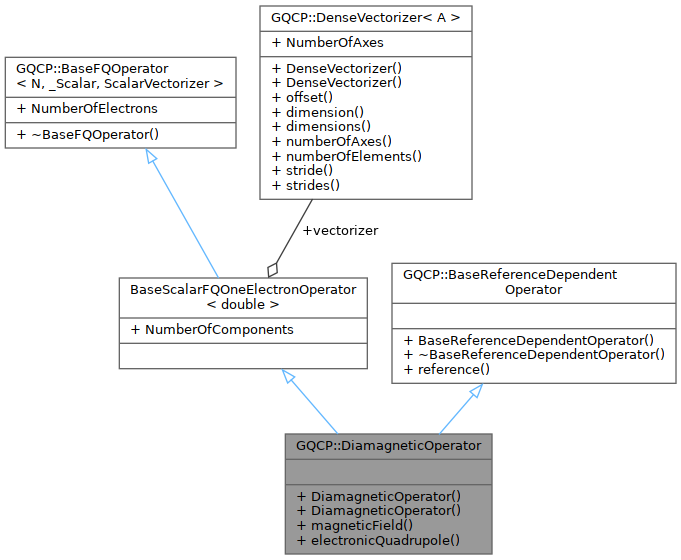 GQCP::DenseVectorizer< A >
+ NumberOfAxes
+ DenseVectorizer()
+ DenseVectorizer()
+ offset()
+ dimension()
+ dimensions()
+ numberOfAxes()
+ numberOfElements()
+ stride()
+ strides()
GQCP::BaseFQOperator
< N, _Scalar, ScalarVectorizer >
+ NumberOfElectrons
+ ~BaseFQOperator()
+vectorizer
BaseScalarFQOneElectronOperator
< double >
+ NumberOfComponents
GQCP::BaseReferenceDependent
Operator
+ BaseReferenceDependentOperator()
+ ~BaseReferenceDependentOperator()
+ reference()
GQCP::DiamagneticOperator
+ DiamagneticOperator()
+ DiamagneticOperator()
+ magneticField()
+ electronicQuadrupole()